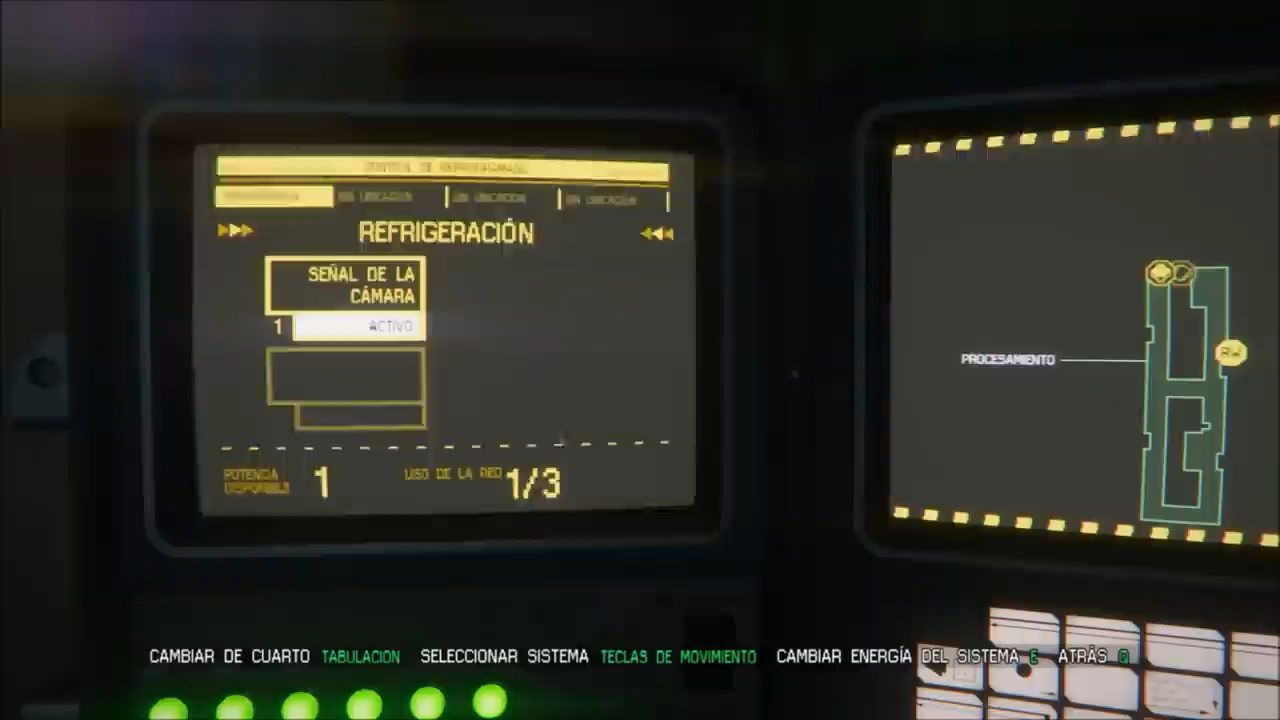 REFRIGERACIÓN
SEÑAL DE LA
CÁMARA
1 ACTIVO
POTENCIA
DISPONIBLE 1
USO DE LA RED 1/3
PROCESAMIENTO
RW
CAMBIAR DE CUARTO TABULACION SELECCIONAR SISTEMA TECLAS DE MOVIMIENTO CAMBIAR ENERGÍA DEL SISTEMA E ATRÁS Q